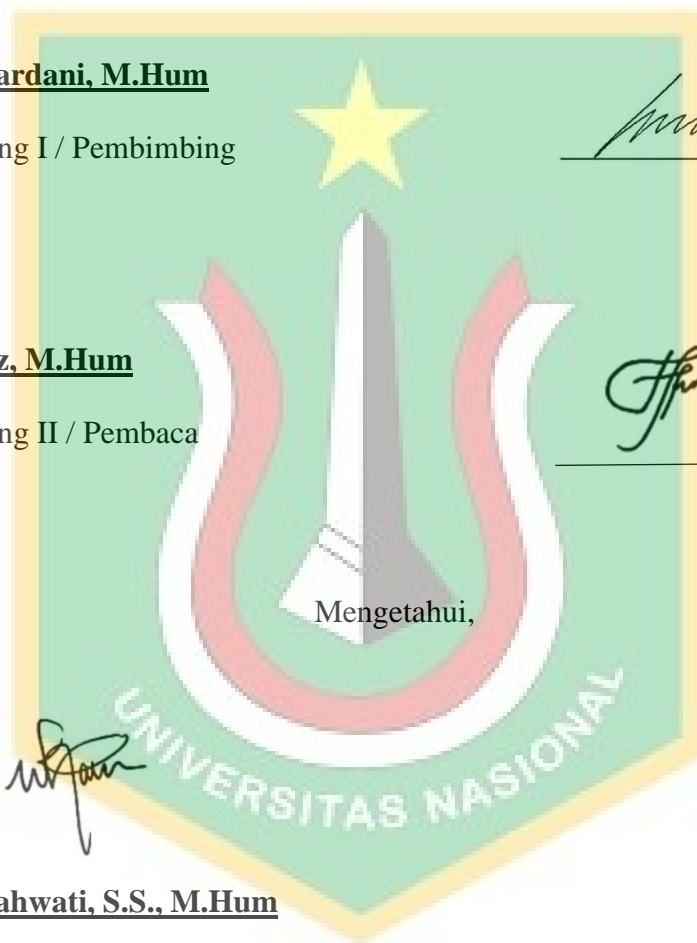 ardani, M.Hum
ng I / Pembimbing
z, M.Hum
ng II / Pembaca
Mengetahui,
UNIVERSITAS NASIONAL
ahwati, S.S., M.Hum